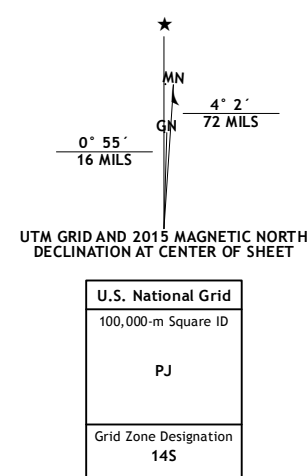 ★
MN
GN
4° 2´
72 MILS
0° 55´
16 MILS
UTM GRID AND 2015 MAGNETIC NORTH
DECLINATION AT CENTER OF SHEET
U.S. National Grid
100,000-m Square ID
PJ
Grid Zone Designation
14S